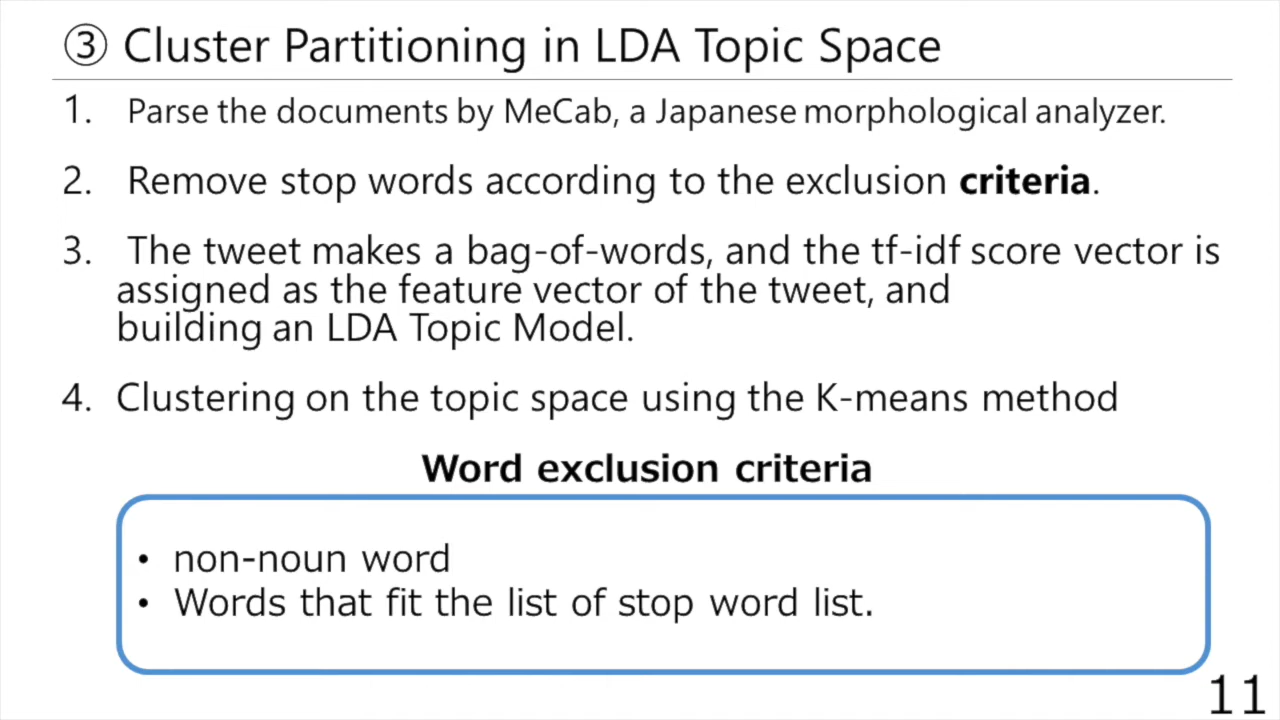 ③ Cluster Partitioning in LDA Topic Space
1. Parse the documents by MeCab, a Japanese morphological analyzer.
2. Remove stop words according to the exclusion criteria.
3. The tweet makes a bag-of-words, and the tf-idf score vector is
assigned as the feature vector of the tweet, and
building an LDA Topic Model.
4. Clustering on the topic space using the K-means method
Word exclusion criteria
• non-noun word
• Words that fit the list of stop word list.
11